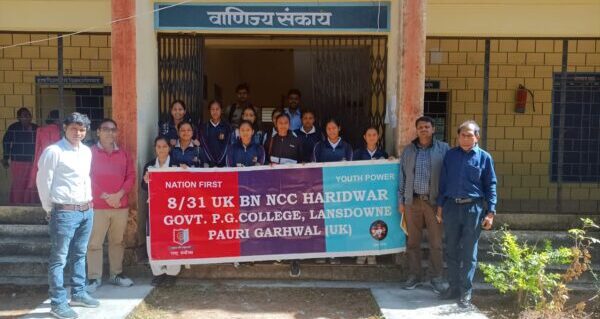 वाणिज्य संकाय
NATION FIRST
YOUTH POWER
8/31 UK BN NCC HARIDWAR
GOVT. P.G.COLLEGE, LANSDOWNE
PAURI GARHWAL (UK)